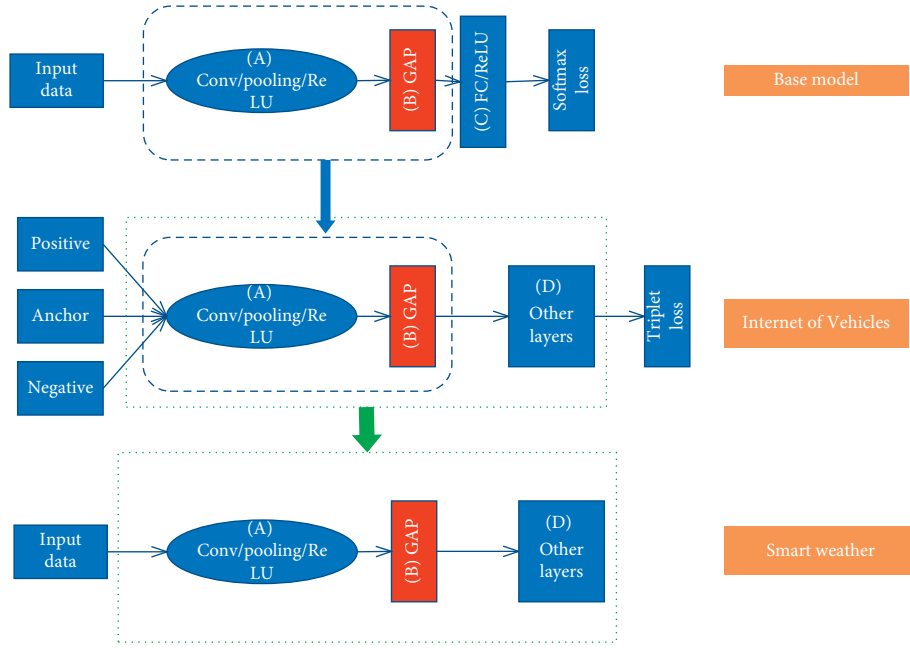 Input
data
(A)
Conv/pooling/Re
LU
(B) GAP
(C) FC/ReLU
Softmax
loss
Base model
Positive
Anchor
Negative
(A)
Conv/pooling/Re
LU
(B) GAP
(D)
Other
layers
Triplet
loss
Internet of Vehicles
Input
data
(A)
Conv/pooling/Re
LU
(B) GAP
(D)
Other
layers
Smart weather